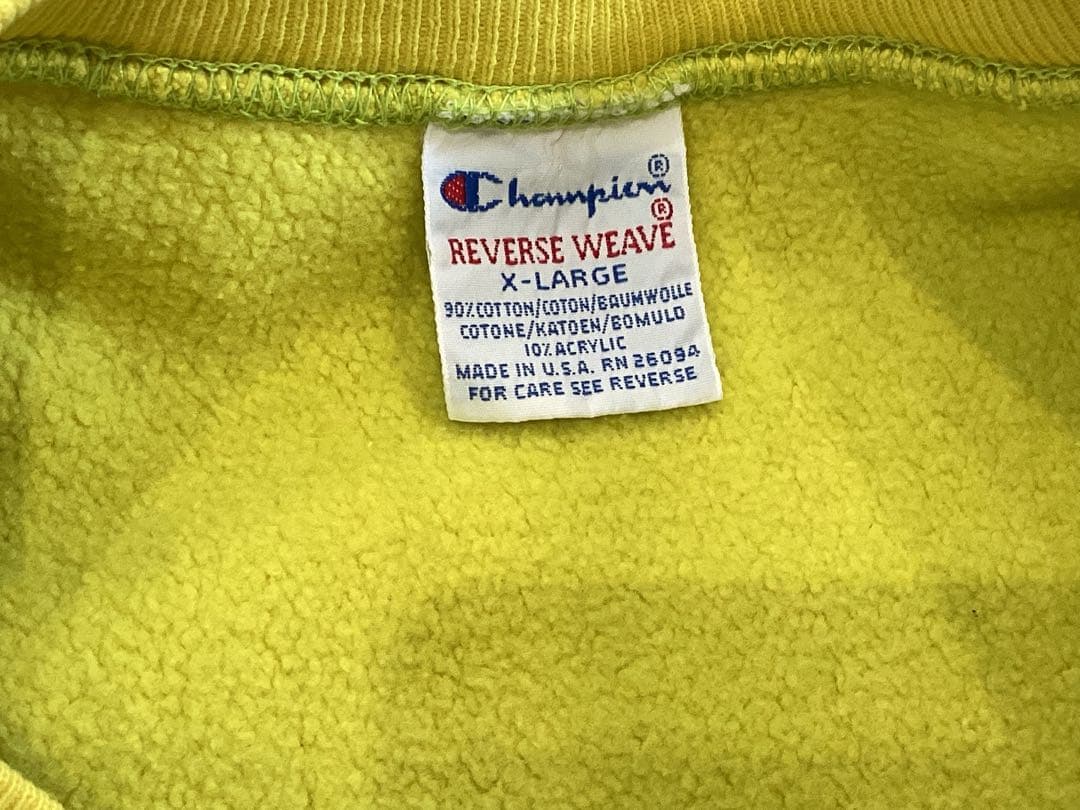 Champion®
REVERSE WEAVE®
X-LARGE
90% COTTON/COTON/BAUMWOLLE
COTONE/KATOEN/BOMULD
10% ACRYLIC
MADE IN U.S.A. RN 26094
FOR CARE SEE REVERSE